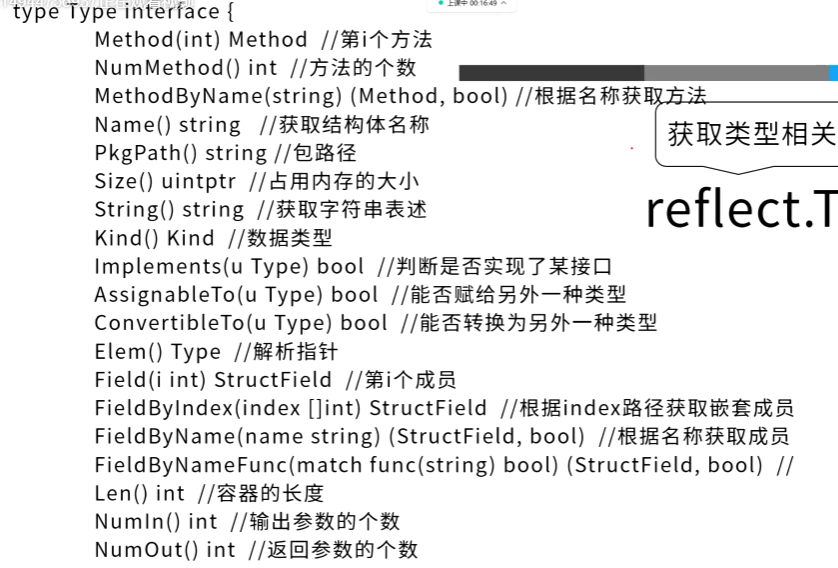 type Type interface {
上课中 00:16:49
Method(int) Method //第i个方法
NumMethod() int //方法的个数
MethodByName(string) (Method, bool) //根据名称获取方法
Name() string //获取结构体名称
PkgPath() string //包路径
Size() uintptr //占用内存的大小
String() string //获取字符串表述
Kind() Kind //数据类型
Implements(u Type) bool //判断是否实现了某接口
AssignableTo(u Type) bool //能否赋给另外一种类型
ConvertibleTo(u Type) bool //能否转换为另外一种类型
Elem() Type //解析指针
Field(i int) StructField //第i个成员
FieldByIndex(index []int) StructField //根据index路径获取嵌套成员
FieldByName(name string) (StructField, bool) //根据名称获取成员
FieldByNameFunc(match func(string) bool) (StructField, bool) //
Len() int //容器的长度
NumIn() int //输出参数的个数
NumOut() int //返回参数的个数
获取类型相关
reflect.T